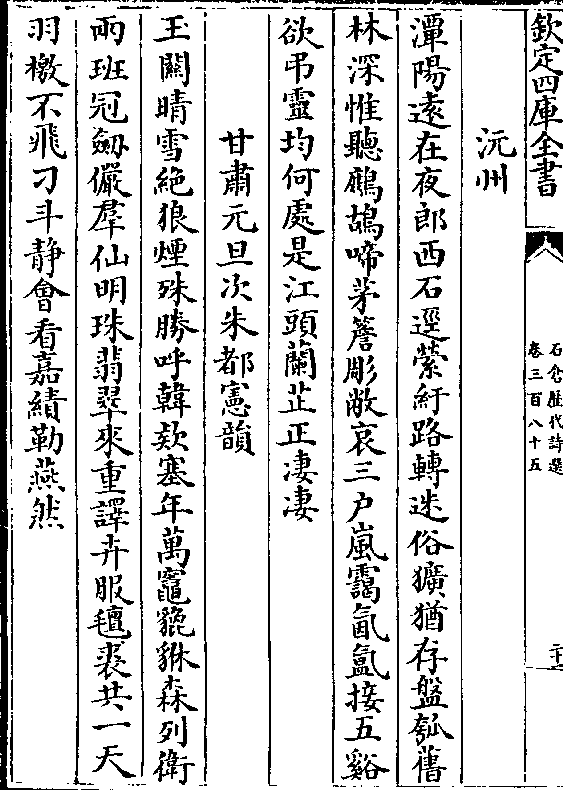 欽定四庫全書
石倉歷代詩選
卷三百八十五
二十
沅州
潭陽遠在夜郎西石逕縈紆路轉迷俗獷猶存盤瓠舊
林深惟聽鷓鴣啼茅簷彫敝哀三户嵐靄氤氲接五谿
欲弔靈均何處是江頭蘭芷正凄凄
甘肅元旦次朱都憲韻
玉闗晴雪絶狼煙殊勝呼韓欵塞年萬竈貔貅森列衛
兩班冠劔儼羣仙明珠翡翠來重譯卉服氊裘共一天
羽檄不飛刁斗静㑹看嘉績勒燕然